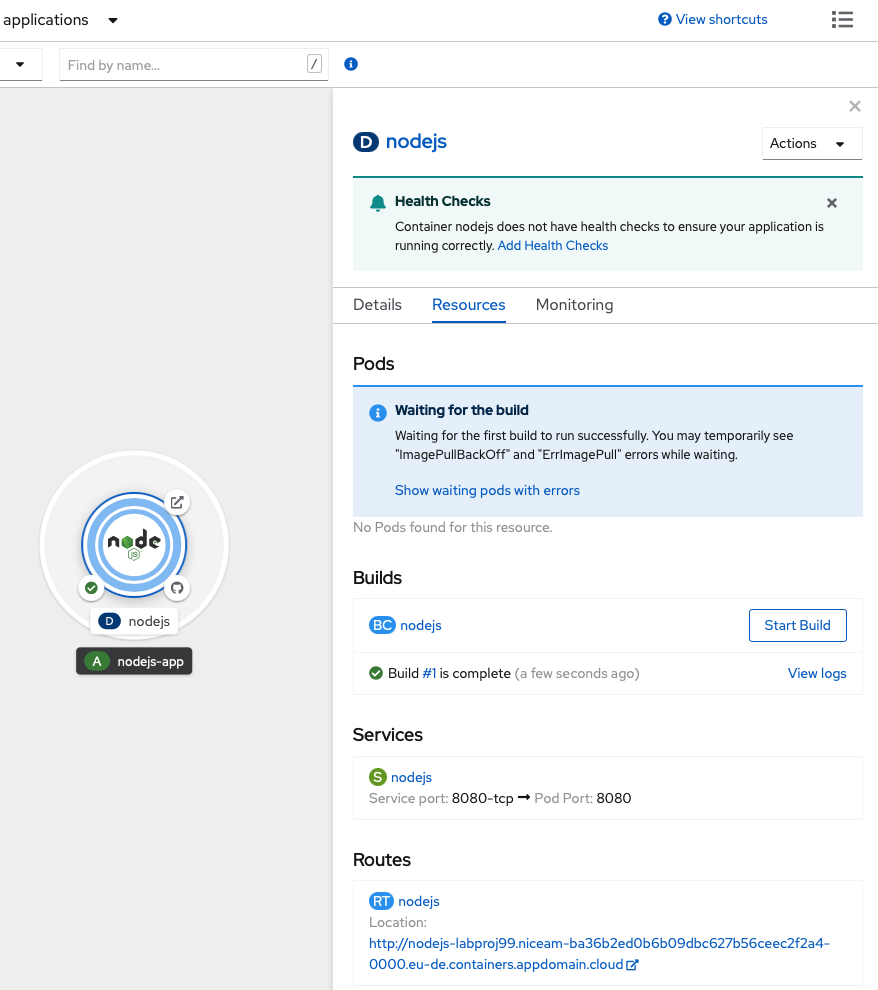 applications
View shortcuts
Find by name...
/
D nodejs
Actions
Health Checks
Container nodejs does not have health checks to ensure your application is
running correctly. Add Health Checks
Details Resources Monitoring
Pods
Waiting for the build
Waiting for the first build to run successfully. You may temporarily see
"ImagePullBackOff" and "ErrImagePull" errors while waiting.
Show waiting pods with errors
No Pods found for this resource.
Builds
BC nodejs
Start Build
Build #1 is complete (a few seconds ago)
View logs
Services
S nodejs
Service port: 8080-tcp → Pod Port: 8080
Routes
RT nodejs
Location:
http://nodejs-labproj99.niceam-ba36b2ed0b6b09dbc627b56ceec2f2a4-
0000.eu-de.containers.appdomain.cloud
node
JS
D nodejs
A nodejs-app